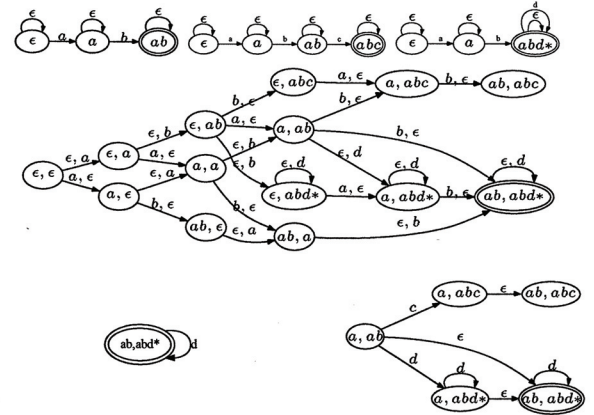 ϵ ϵ ϵ ϵ ϵ ϵ ϵ ϵ ϵ d
ϵ
ϵ a a b ab ϵ a a b ab c abc ϵ a a b abd*
ϵ, abc a, ϵ a, abc b, ϵ ab, abc
b, ϵ b, ϵ
ϵ, b ϵ, ab a, ϵ a, ab b, ϵ
ϵ, a ϵ, a a, ϵ ϵ, b ϵ, b ϵ, d ϵ, d ϵ, d ϵ, d
ϵ, ϵ a, ϵ a, ϵ ϵ, a a, a ϵ, abd* a, ϵ a, abd* b, ϵ ab, abd*
b, ϵ b, ϵ
ab, ϵ ϵ, a ab, a ϵ, b
a, abc ϵ ab, abc
c
ab,abd* d a, ab ϵ
d d d
a, abd* ϵ ab, abd*